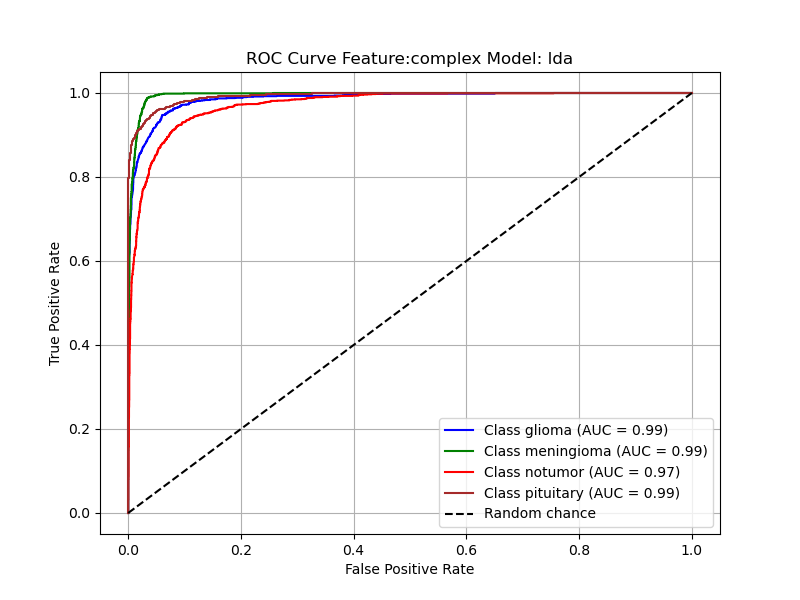 ROC Curve Feature:complex Model: lda
True Positive Rate
1.0
0.8
0.6
0.4
0.2
0.0
Class glioma (AUC = 0.99)
Class meningioma (AUC = 0.99)
Class notumor (AUC = 0.97)
Class pituitary (AUC = 0.99)
Random chance
0.0 0.2 0.4 0.6 0.8 1.0
False Positive Rate